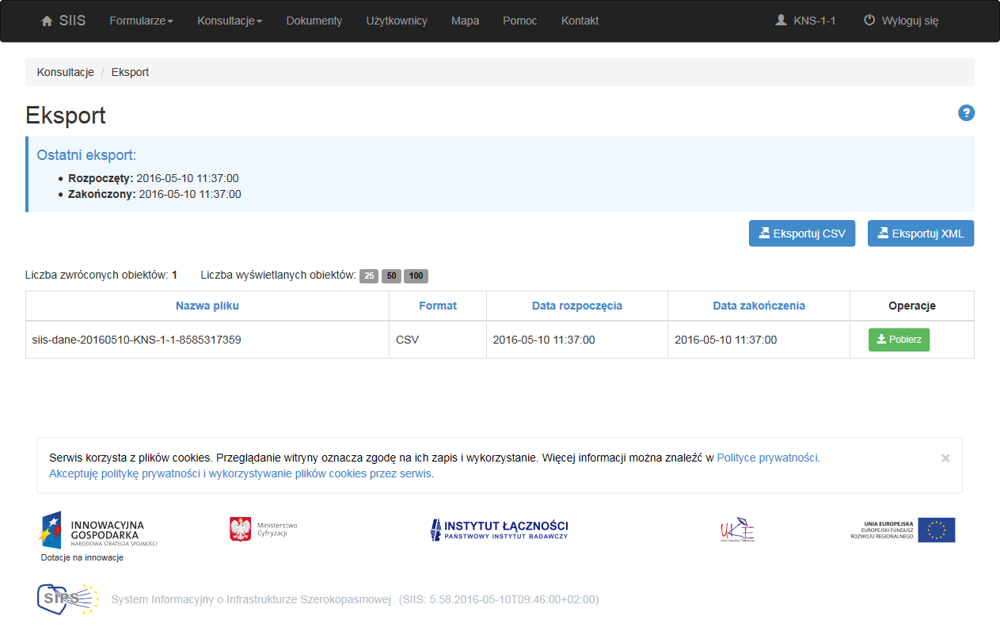 SIIS Formularze Konsultacje Dokumenty Użytkownicy Mapa Pomoc Kontakt KNS-1-1 Wyloguj się
Konsultacje / Eksport
Eksport ?
Ostatni eksport:
• Rozpoczęty: 2016-05-10 11:37:00
• Zakończony: 2016-05-10 11:37:00
Eksportuj CSV Eksportuj XML
Liczba zwróconych obiektów: 1 Liczba wyświetlanych obiektów: 25 50 100
Nazwa pliku Format Data rozpoczęcia Data zakończenia Operacje
siis-dane-20160510-KNS-1-1-8585317359 CSV 2016-05-10 11:37:00 2016-05-10 11:37:00 Pobierz
Serwis korzysta z plików cookies. Przeglądanie witryny oznacza zgodę na ich zapis i wykorzystanie. Więcej informacji można znaleźć w Polityce prywatności. ×
Akceptuję politykę prywatności i wykorzystywanie plików cookies przez serwis.
INNOWACYJNA
GOSPODARKA
NARODOWA STRATEGIA SPÓJNOŚCI
Dotacje na innowacje
Ministerstwo
Cyfryzacji
INSTYTUT ŁĄCZNOŚCI
PAŃSTWOWY INSTYTUT BADAWCZY
UKE
UNIA EUROPEJSKA
EUROPEJSKI FUNDUSZ
ROZWOJU REGIONALNEGO
SIPS
System Informacyjny o Infrastrukturze Szerokopasmowej (SIIS: 5.58.2016-05-10T09:46:00+02:00)